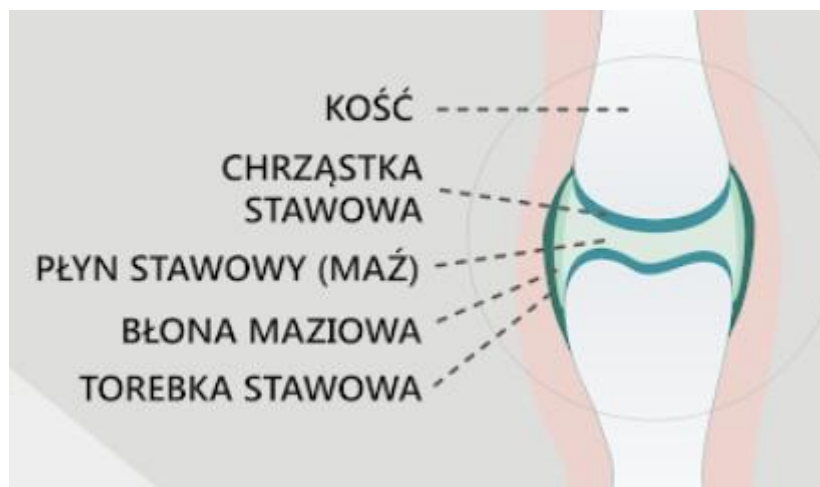 KOŚĆ
CHRZĄSTKA
STAWOWA
PŁYN STAWOWY (MAŹ)
BŁONA MAZIOWA
TOREBKA STAWOWA